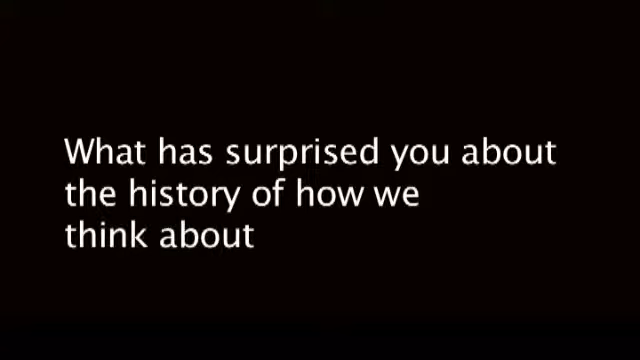 What has surprised you about
the history of how we
think about